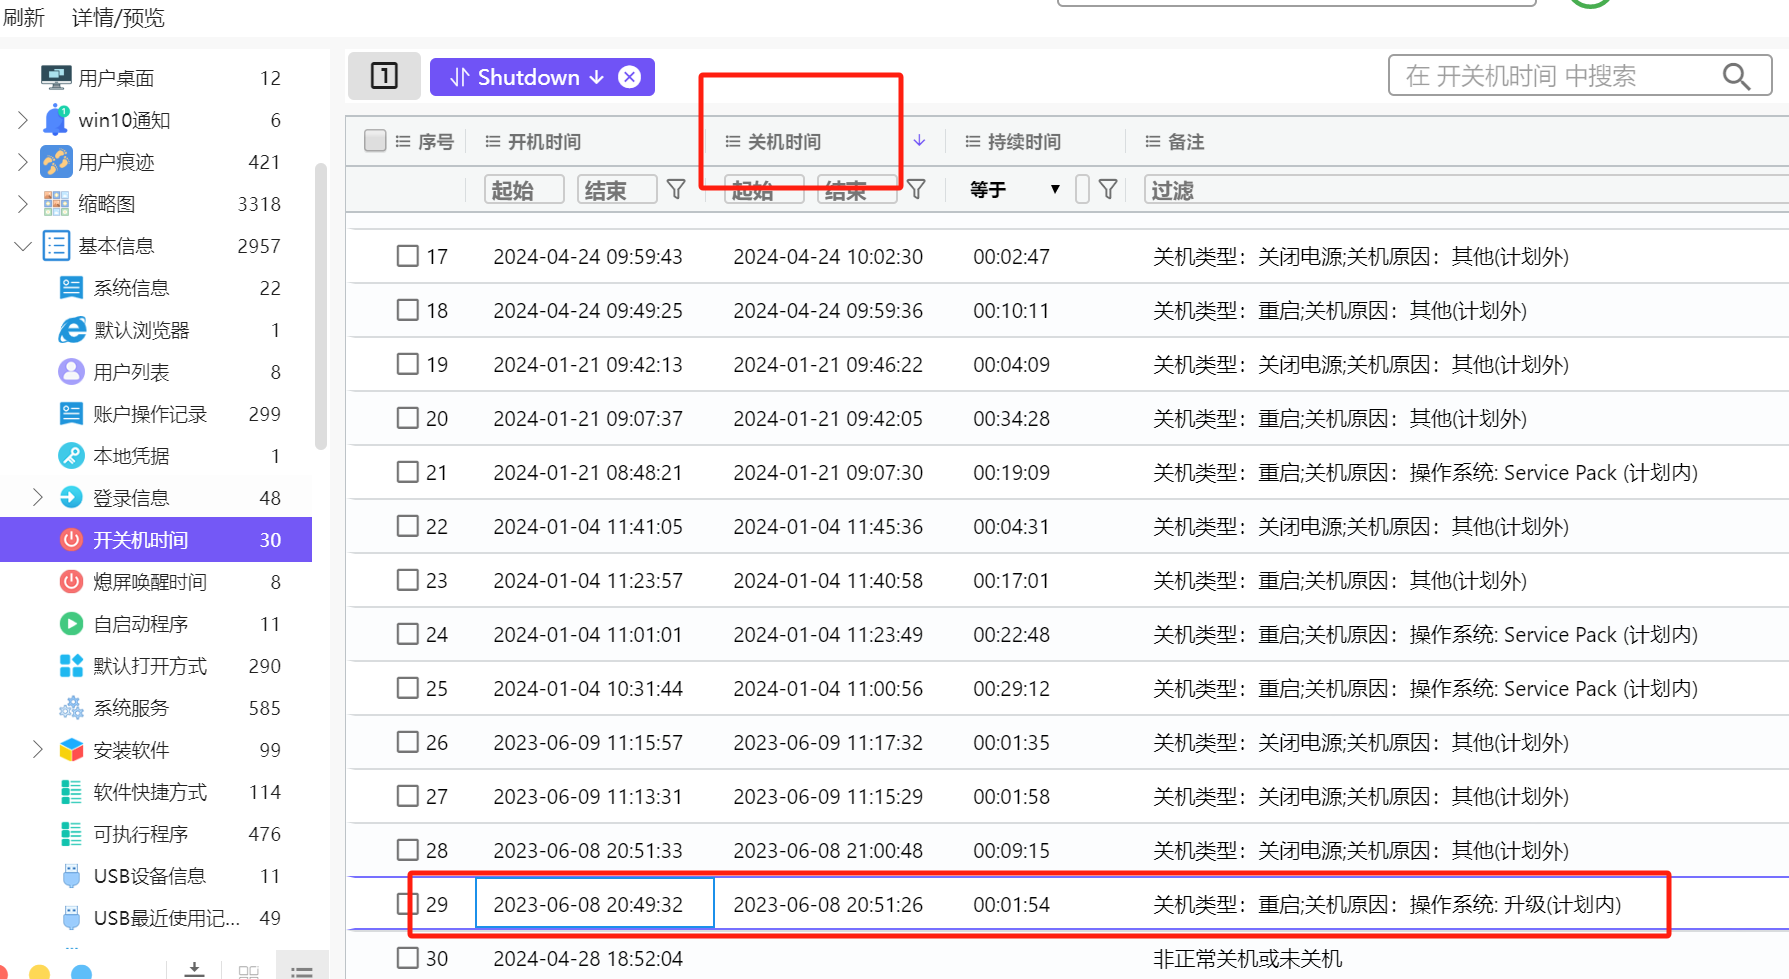 刷新 详情/预览
用户桌面 12
win10通知 6
用户痕迹 421
缩略图 3318
基本信息 2957
系统信息 22
默认浏览器 1
用户列表 8
账户操作记录 299
本地凭据 1
登录信息 48
开关机时间 30
熄屏唤醒时间 8
自启动程序 11
默认打开方式 290
系统服务 585
安装软件 99
软件快捷方式 114
可执行程序 476
USB设备信息 11
USB最近使用记... 49
1 Shutdown 在 开关机时间 中搜索
序号 开机时间 关机时间 持续时间 备注
起始 结束 起始 结束 等于 过滤
17 2024-04-24 09:59:43 2024-04-24 10:02:30 00:02:47 关机类型：关闭电源;关机原因：其他(计划外)
18 2024-04-24 09:49:25 2024-04-24 09:59:36 00:10:11 关机类型：重启;关机原因：其他(计划外)
19 2024-01-21 09:42:13 2024-01-21 09:46:22 00:04:09 关机类型：关闭电源;关机原因：其他(计划外)
20 2024-01-21 09:07:37 2024-01-21 09:42:05 00:34:28 关机类型：重启;关机原因：其他(计划外)
21 2024-01-21 08:48:21 2024-01-21 09:07:30 00:19:09 关机类型：重启;关机原因：操作系统: Service Pack (计划内)
22 2024-01-04 11:41:05 2024-01-04 11:45:36 00:04:31 关机类型：关闭电源;关机原因：其他(计划外)
23 2024-01-04 11:23:57 2024-01-04 11:40:58 00:17:01 关机类型：重启;关机原因：其他(计划外)
24 2024-01-04 11:01:01 2024-01-04 11:23:49 00:22:48 关机类型：重启;关机原因：操作系统: Service Pack (计划内)
25 2024-01-04 10:31:44 2024-01-04 11:00:56 00:29:12 关机类型：重启;关机原因：操作系统: Service Pack (计划内)
26 2023-06-09 11:15:57 2023-06-09 11:17:32 00:01:35 关机类型：关闭电源;关机原因：其他(计划外)
27 2023-06-09 11:13:31 2023-06-09 11:15:29 00:01:58 关机类型：关闭电源;关机原因：其他(计划外)
28 2023-06-08 20:51:33 2023-06-08 21:00:48 00:09:15 关机类型：关闭电源;关机原因：其他(计划外)
29 2023-06-08 20:49:32 2023-06-08 20:51:26 00:01:54 关机类型：重启;关机原因：操作系统: 升级(计划内)
30 2024-04-28 18:52:04 非正常关机或未关机